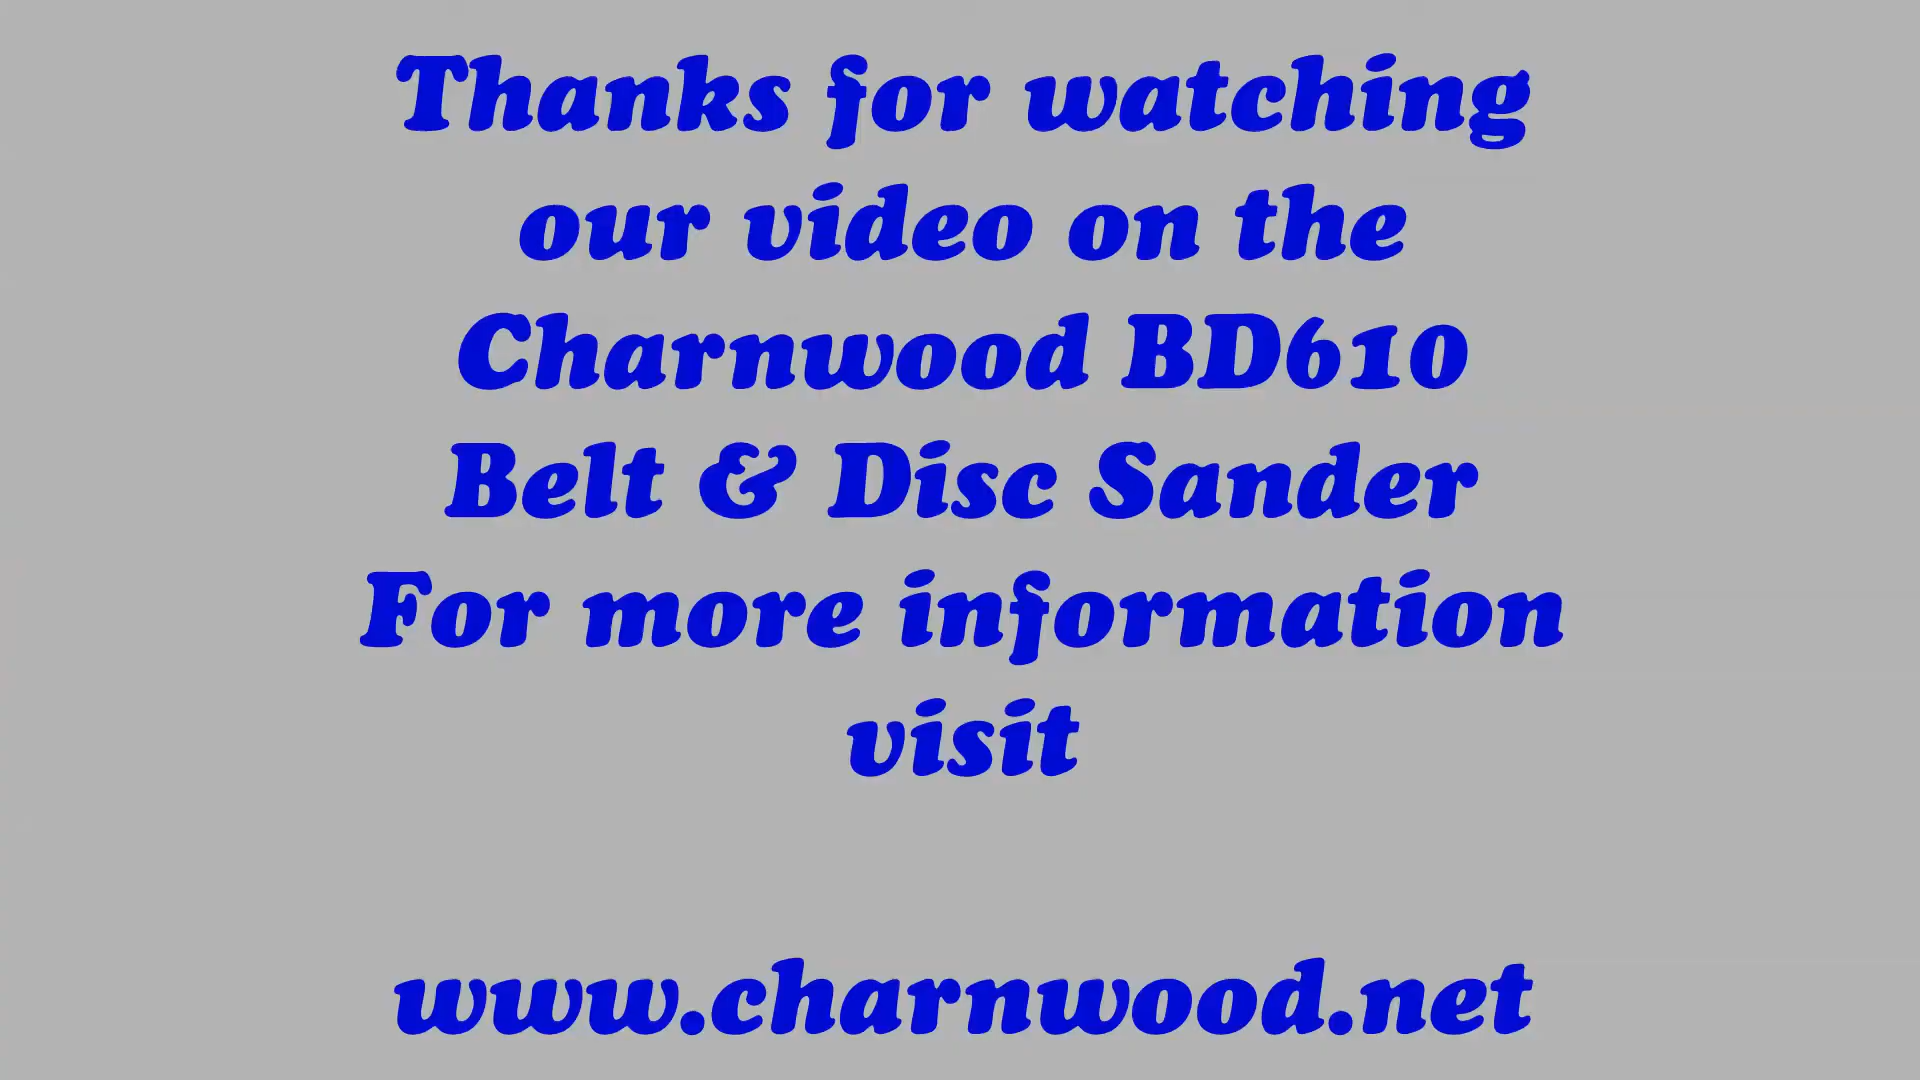 Thanks for watching
our video on the
Charnwood BD610
Belt & Disc Sander
For more information
visit
www.charnwood.net